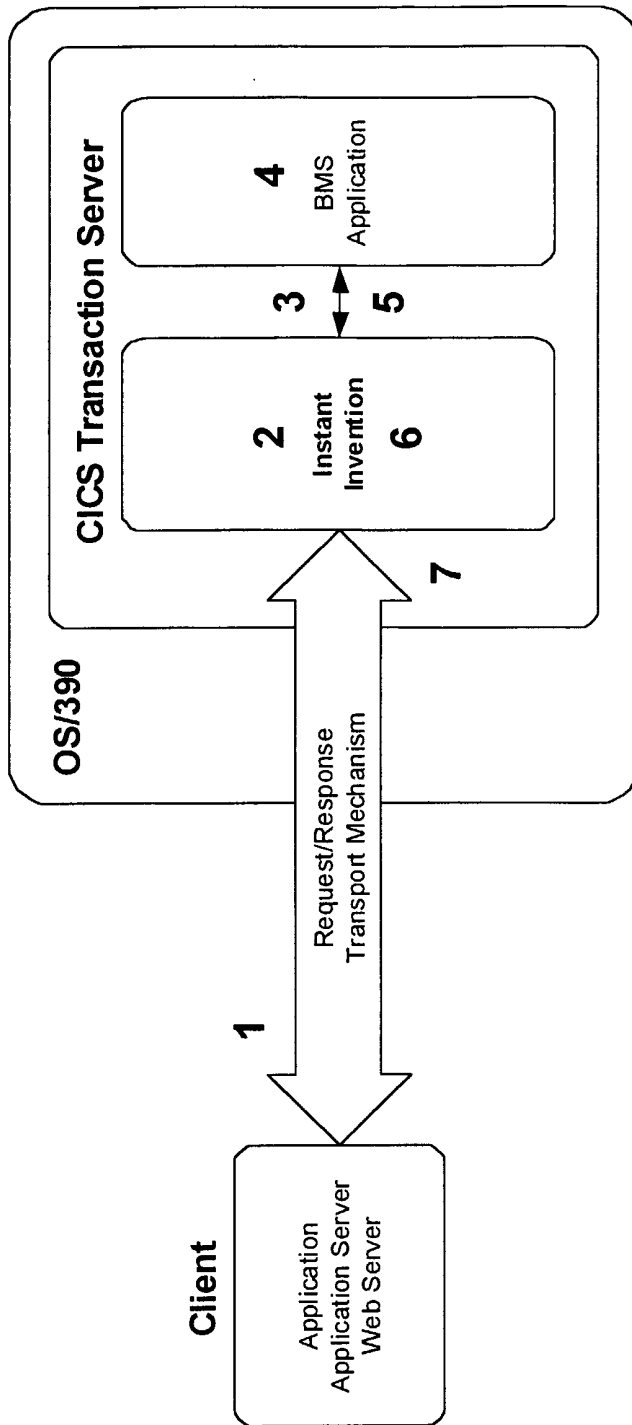 Client
Application
Application Server
Web Server
1
Request/Response
Transport Mechanism
7
OS/390
CICS Transaction Server
2
Instant
Invention
6
3
5
4
BMS
Application